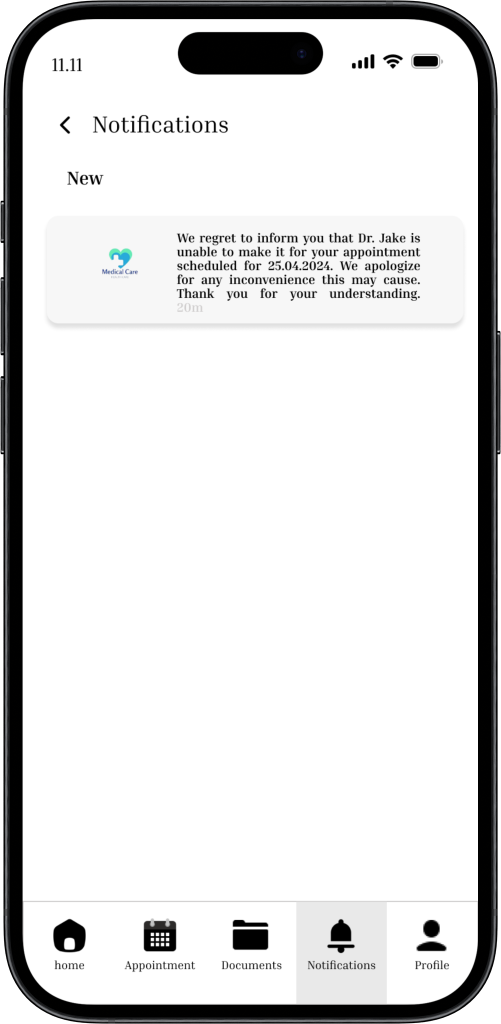 11.11
Notifications
New
We regret to inform you that Dr. Jake is
unable to make it for your appointment
scheduled for 25.04.2024. We apologize
for any inconvenience this may cause.
Thank you for your understanding.
20m
Medical Care
home
Appointment
Documents
Notifications
Profile